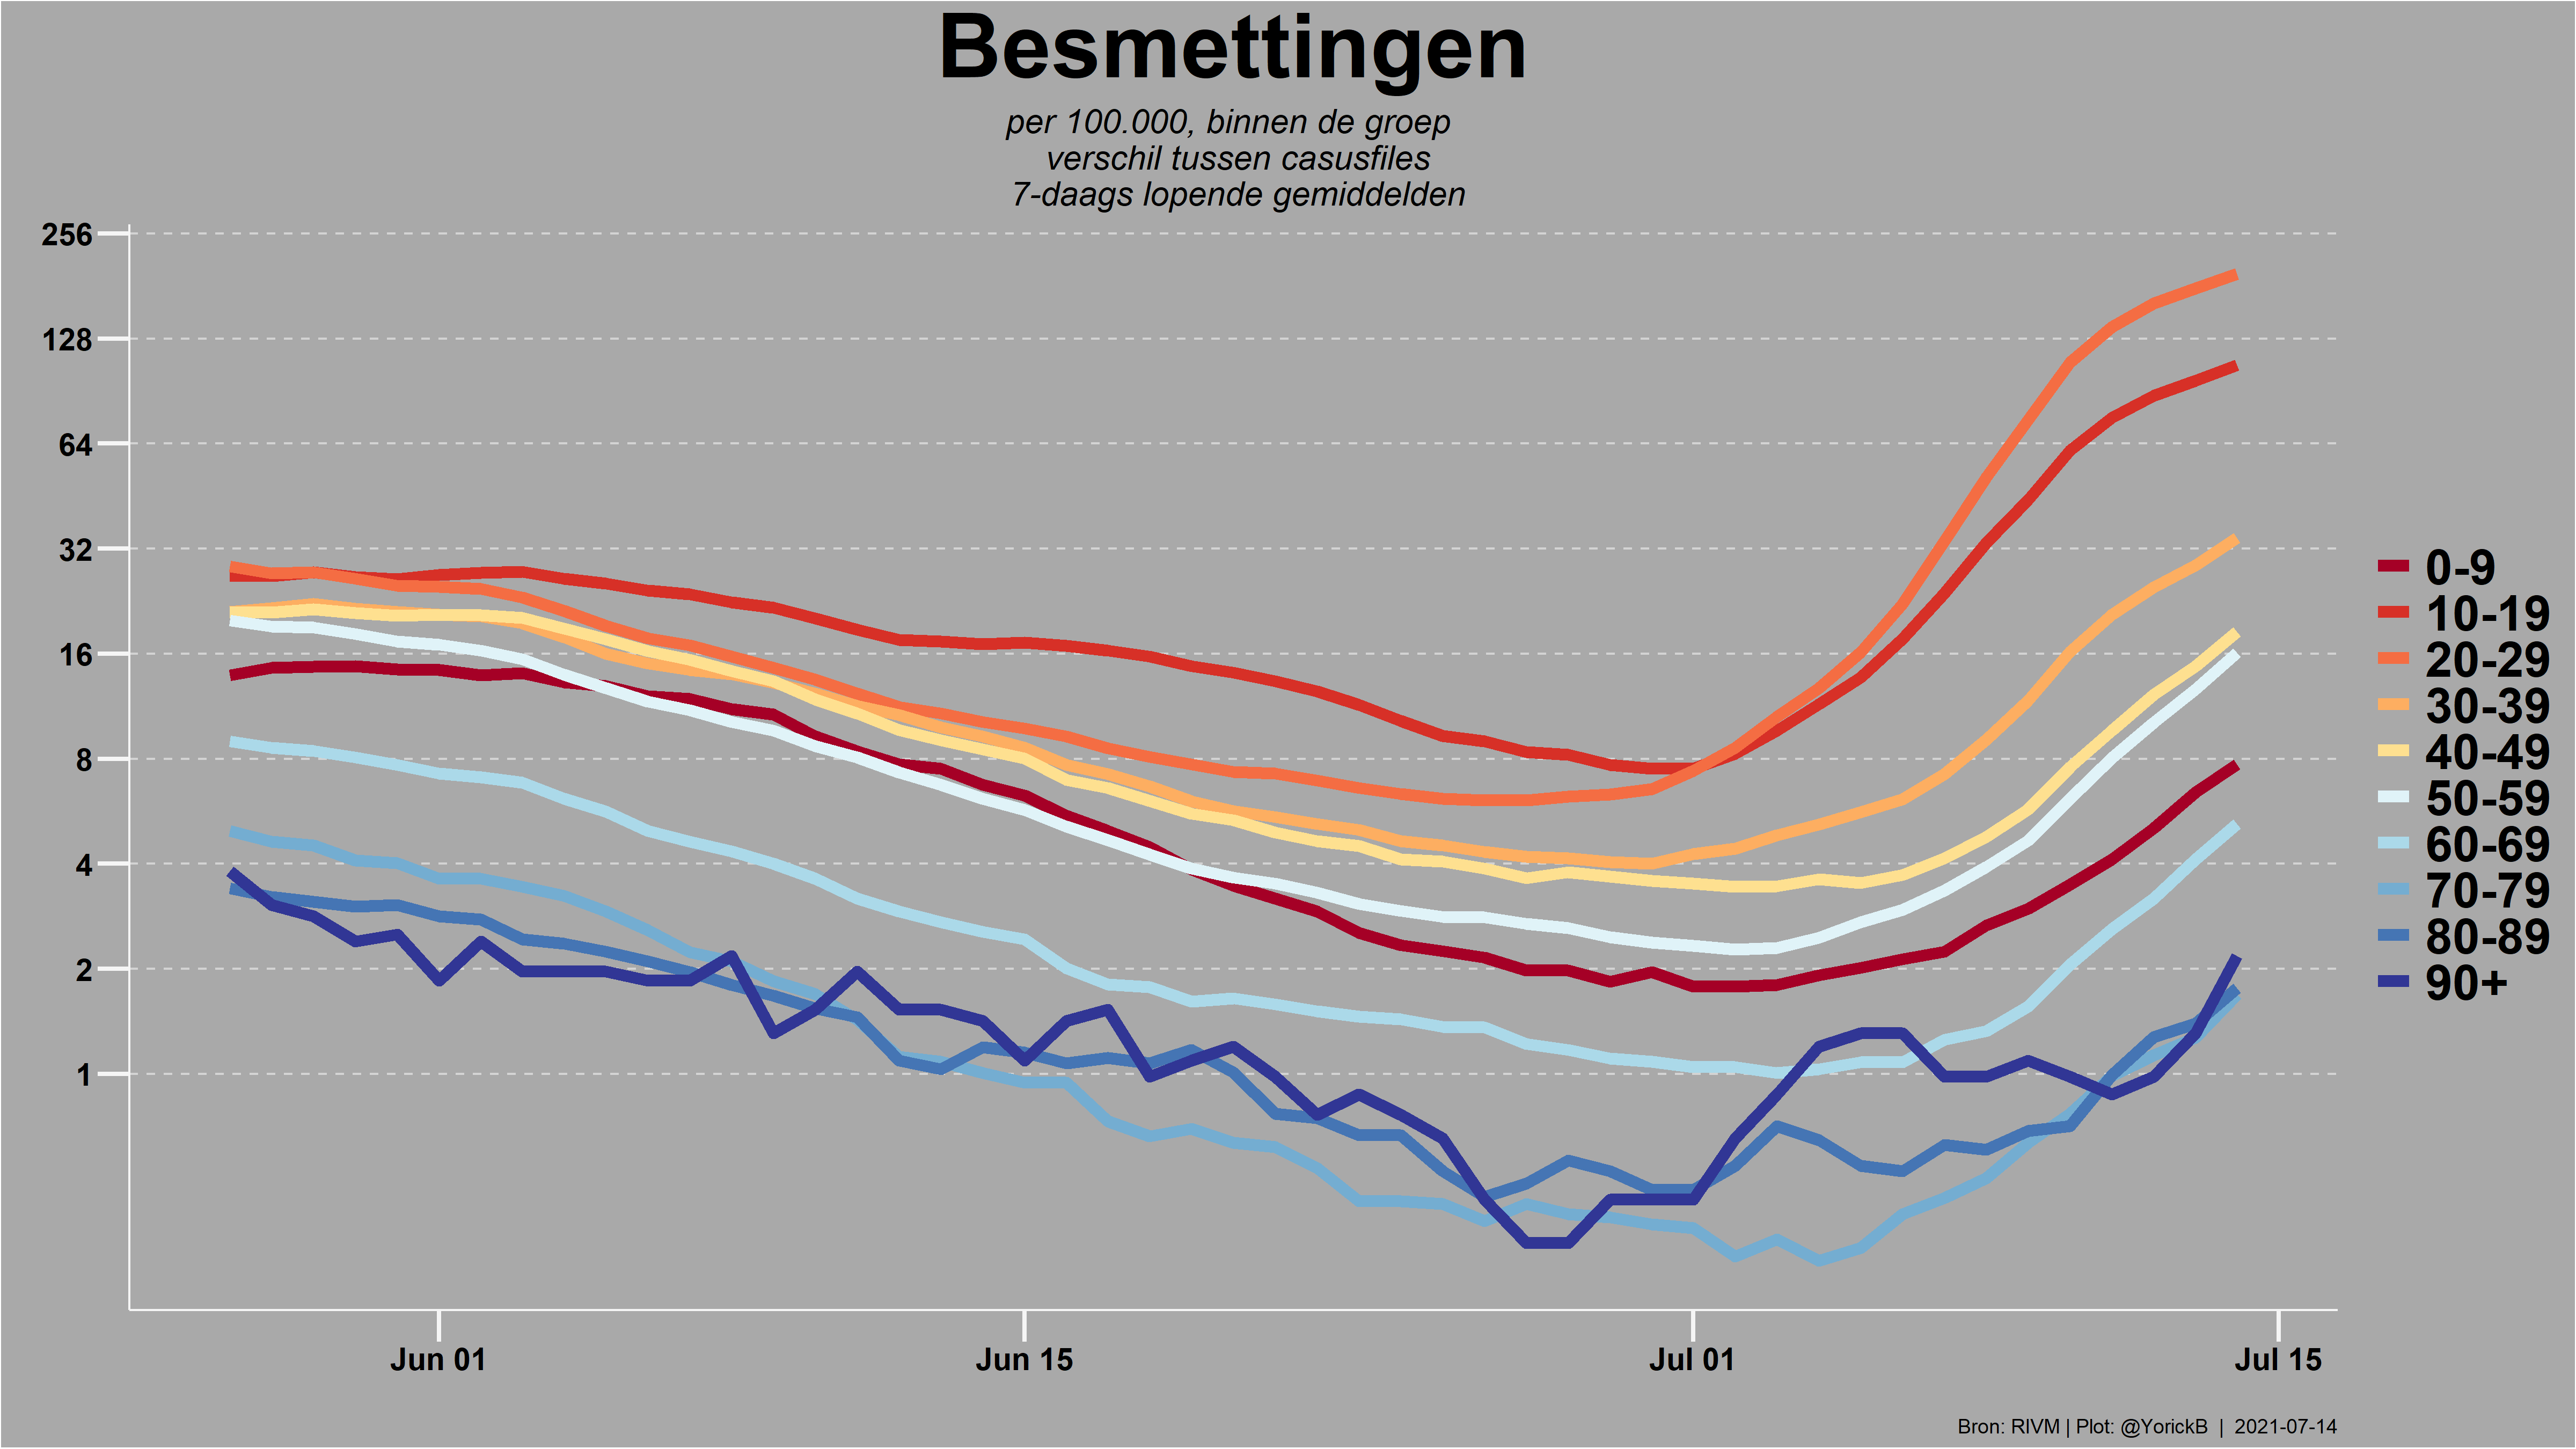 Besmettingen
per 100.000, binnen de groep
verschil tussen casusfiles
7-daags lopende gemiddelden
256
128
64
32
16
8
4
2
1
0-9
10-19
20-29
30-39
40-49
50-59
60-69
70-79
80-89
90+
Jun 01
Jun 15
Jul 01
Jul 15
Bron: RIVM | Plot: @YorickB | 2021-07-14